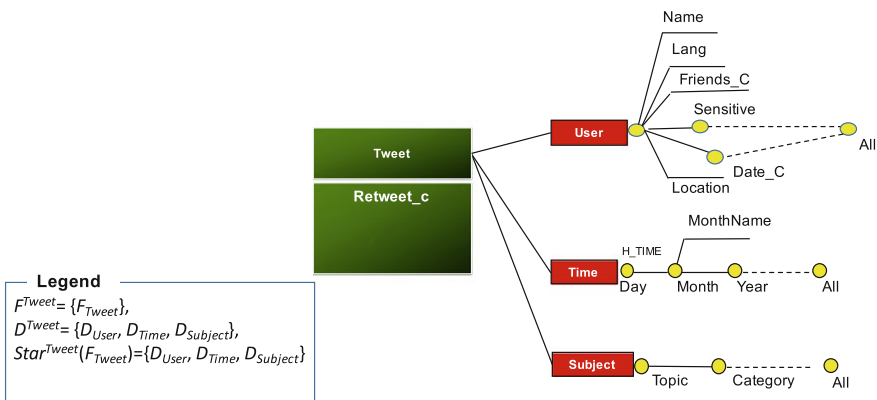 Name
Lang
Friends_C
Sensitive
User
All
Date_C
Location
Tweet
Retweet_c
MonthName
H_TIME
Time
Day Month Year All
Subject
Topic Category All
Legend
F^Tweet = {F_Tweet},
D^Tweet = {D_User, D_Time, D_Subject},
Star^Tweet(F_Tweet)={D_User, D_Time, D_Subject}